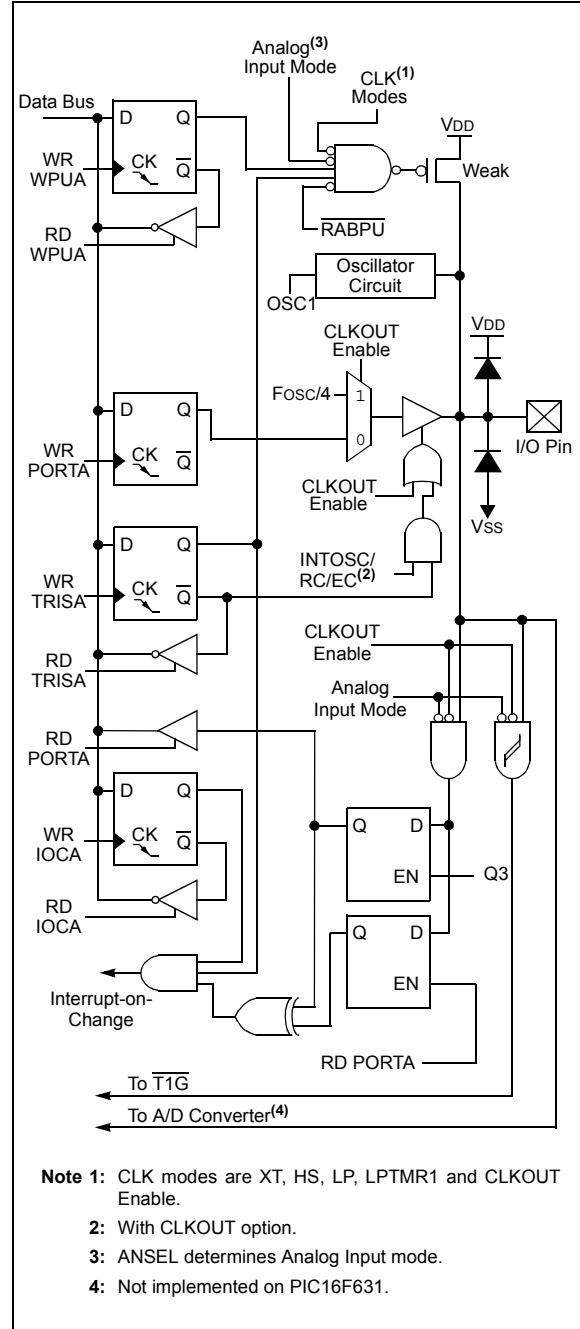 Analog(3)
Input Mode
CLK(1)
Modes
Data Bus
VDD
D Q
WR
WPUA
CK Q
Weak
RD
WPUA
RABPU
Oscillator
Circuit
OSC1
CLKOUT
Enable
VDD
FOSC/4
1
0
D Q
WR
PORTA
CK Q
I/O Pin
CLKOUT
Enable
VSS
D Q
WR
TRISA
CK Q
INTOSC/
RC/EC(2)
RD
TRISA
CLKOUT
Enable
Analog
Input Mode
RD
PORTA
D Q
WR
IOCA
CK Q
Q D
EN
Q3
RD
IOCA
Q D
EN
Interrupt-on-
Change
RD PORTA
To T1G
To A/D Converter(4)
Note 1: CLK modes are XT, HS, LP, LPTMR1 and CLKOUT
Enable.
2: With CLKOUT option.
3: ANSEL determines Analog Input mode.
4: Not implemented on PIC16F631.